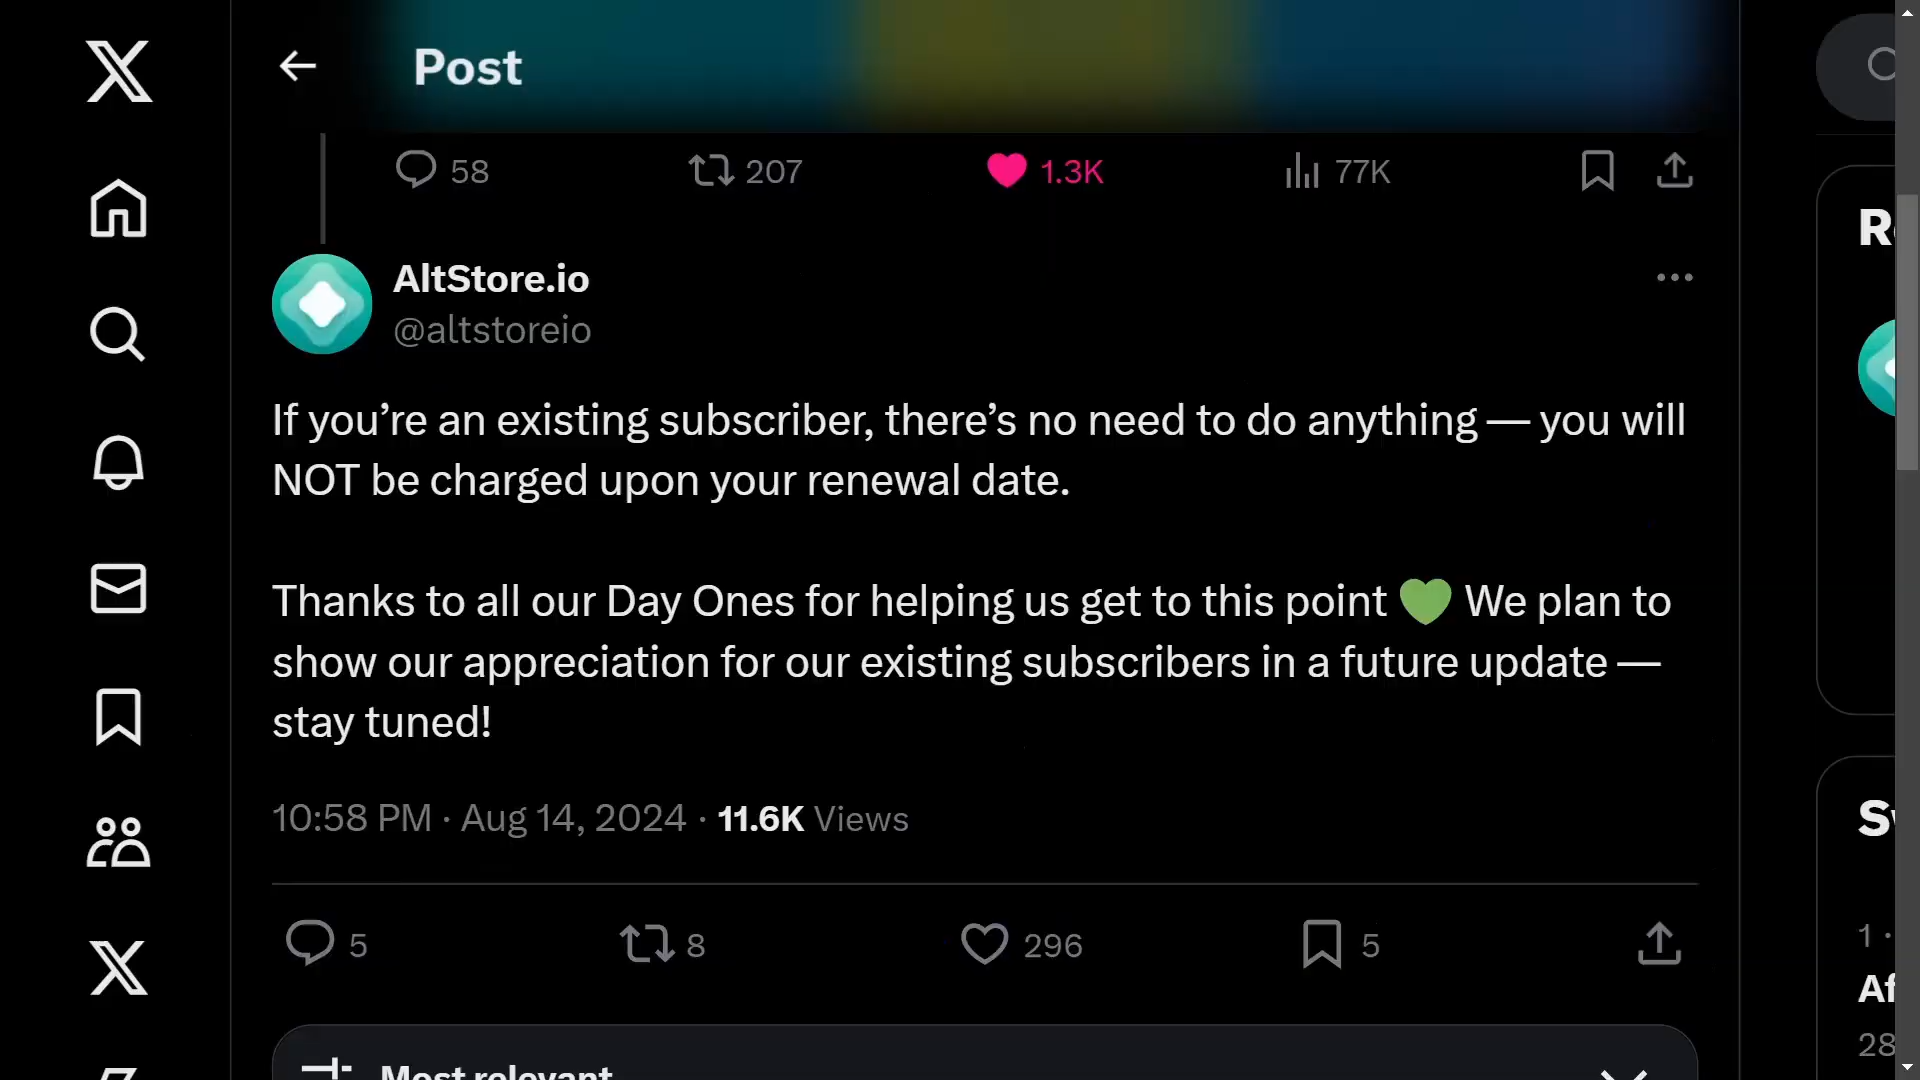 Post
58 207 1.3K 77K
AltStore.io
@altstoreio
If you’re an existing subscriber, there’s no need to do anything — you will
NOT be charged upon your renewal date.
Thanks to all our Day Ones for helping us get to this point 💚 We plan to
show our appreciation for our existing subscribers in a future update —
stay tuned!
10:58 PM · Aug 14, 2024 · 11.6K Views
5 8 296 5
Most relevant
1 ·
28